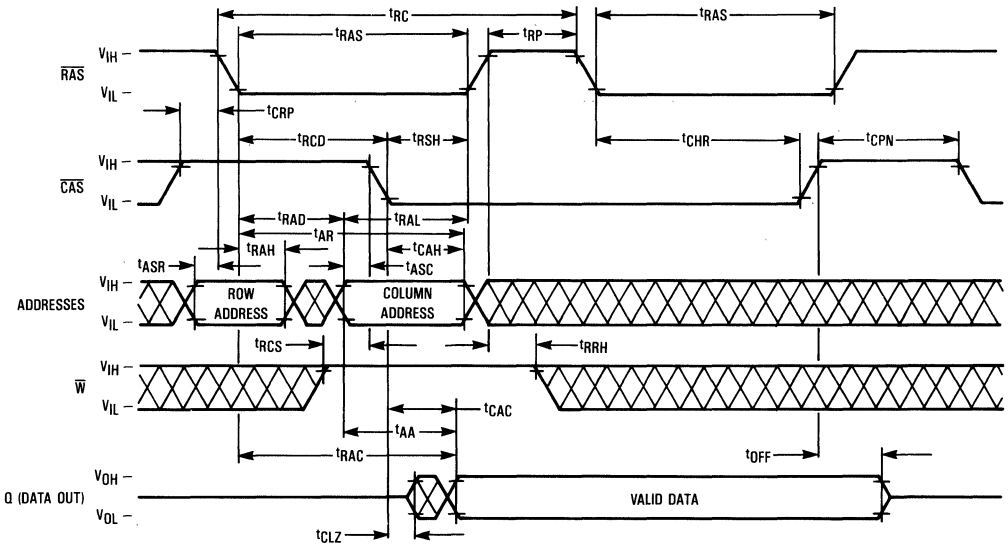 tRC
tRAS
tRP
tRAS
VIH
RAS
VIL
tCRP
tRCD
tRSH
tCHR
tCPN
VIH
CAS
VIL
tRAD
tRAL
tAR
tRAH
tCAH
tASR
tASC
VIH
ADDRESSES
ROW ADDRESS
COLUMN ADDRESS
VIL
tRCS
tRRH
VIH
W
VIL
tCAC
tAA
tRAC
tOFF
VOH
Q (DATA OUT)
VALID DATA
VOL
tCLZ